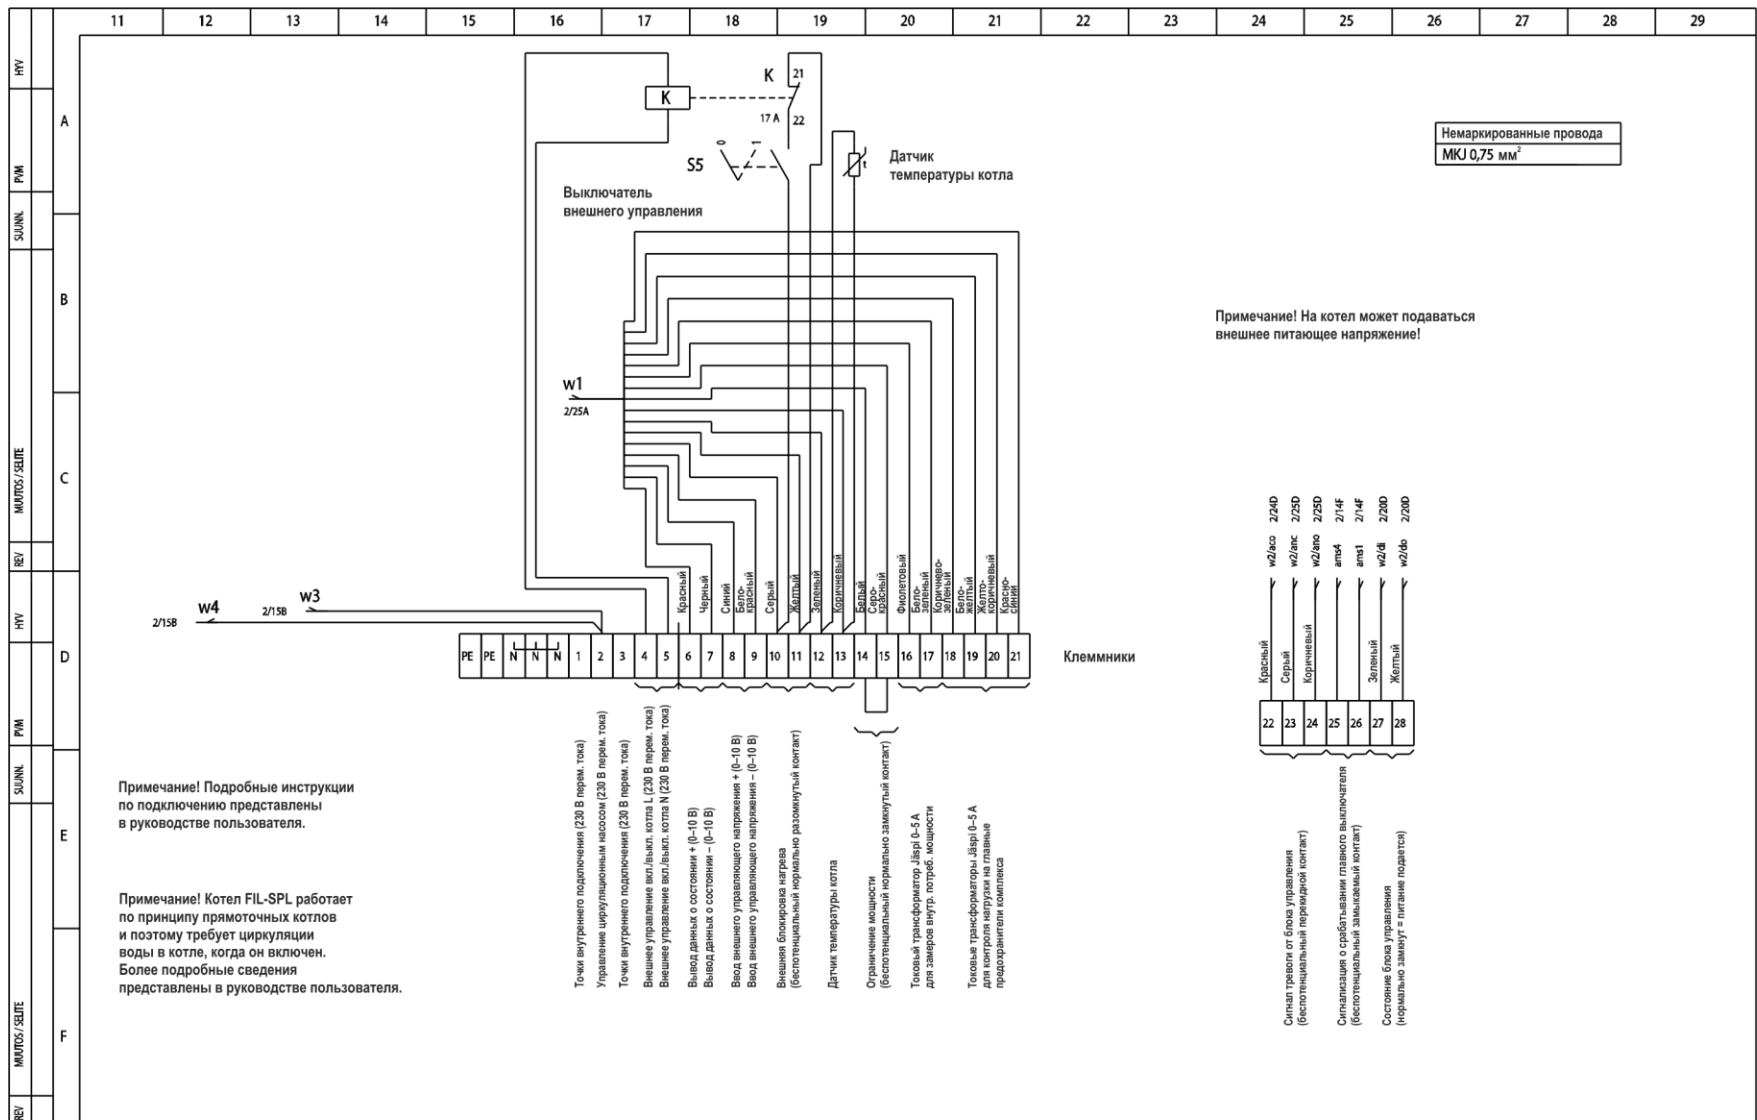 11 12 13 14 15 16 17 18 19 20 21 22 23 24 25 26 27 28 29
HYV
PVM
SUUNN.
MUUTOS / SELITE
REV
HYV
PVM
SUUNN.
MUUTOS / SELITE
REV
A
B
C
D
E
F
K
K
21
17 A
22
S5
0
1
Выключатель
внешнего управления
Датчик
температуры котла
t
Немаркированные провода
MKJ 0,75 мм²
Примечание! На котел может подаваться
внешнее питающее напряжение!
w1
2/25A
w3
2/15B
w4
2/15B
Красный
Черный
Синий
Бело-
красный
Серый
Желтый
Зеленый
Коричневый
Белый
Серо-
красный
Фиолетовый
Бело-
зеленый
Коричнево-
зеленый
Бело-
желтый
Желто-
коричневый
Красно-
синий
PE PE N N N 1 2 3 4 5 6 7 8 9 10 11 12 13 14 15 16 17 18 19 20 21
Клеммники
Точки внутреннего подключения (230 В перем. тока)
Управление циркуляционным насосом (230 В перем. тока)
Точки внутреннего подключения (230 В перем. тока)
Внешнее управление вкл./выкл. котла L (230 В перем. тока)
Внешнее управление вкл./выкл. котла N (230 В перем. тока)
Вывод данных о состоянии + (0–10 В)
Вывод данных о состоянии – (0–10 В)
Ввод внешнего управляющего напряжения + (0–10 В)
Ввод внешнего управляющего напряжения – (0–10 В)
Внешняя блокировка нагрева
(беспотенциальный нормально разомкнутый контакт)
Датчик температуры котла
Ограничение мощности
(беспотенциальный нормально замкнутый контакт)
Токовый трансформатор Jäspi 0–5 A
для замеров внутр. потреб. мощности
Токовые трансформаторы Jäspi 0–5 A
для контроля нагрузки на главные
предохранители комплекса
2/24D
2/25D
2/25D
2/14F
2/14F
2/20D
2/20D
w2/aco
w2/anc
w2/ano
ams4
ams1
w2/di
w2/do
Красный
Серый
Коричневый
Зеленый
Желтый
22 23 24 25 26 27 28
Сигнал тревоги от блока управления
(беспотенциальный перекидной контакт)
Сигнализация о срабатывании главного выключателя
(беспотенциальный замыкаемый контакт)
Состояние блока управления
(нормально замкнут = питание подается)
Примечание! Подробные инструкции
по подключению представлены
в руководстве пользователя.
Примечание! Котел FIL-SPL работает
по принципу прямоточных котлов
и поэтому требует циркуляции
воды в котле, когда он включен.
Более подробные сведения
представлены в руководстве пользователя.